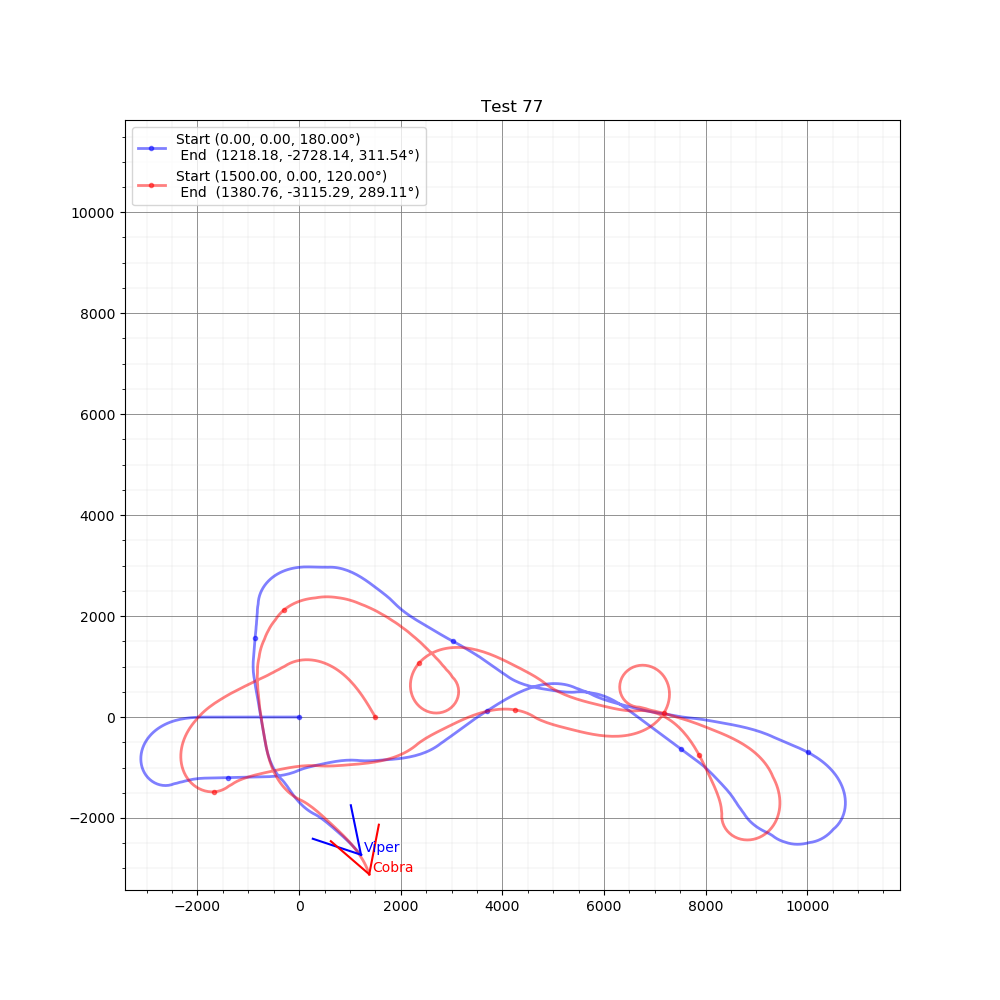 Test 77
Start (0.00, 0.00, 180.00°)
End (1218.18, -2728.14, 311.54°)
Start (1500.00, 0.00, 120.00°)
End (1380.76, -3115.29, 289.11°)
10000
8000
6000
4000
2000
0
−2000
Viper
Cobra
−2000 0 2000 4000 6000 8000 10000